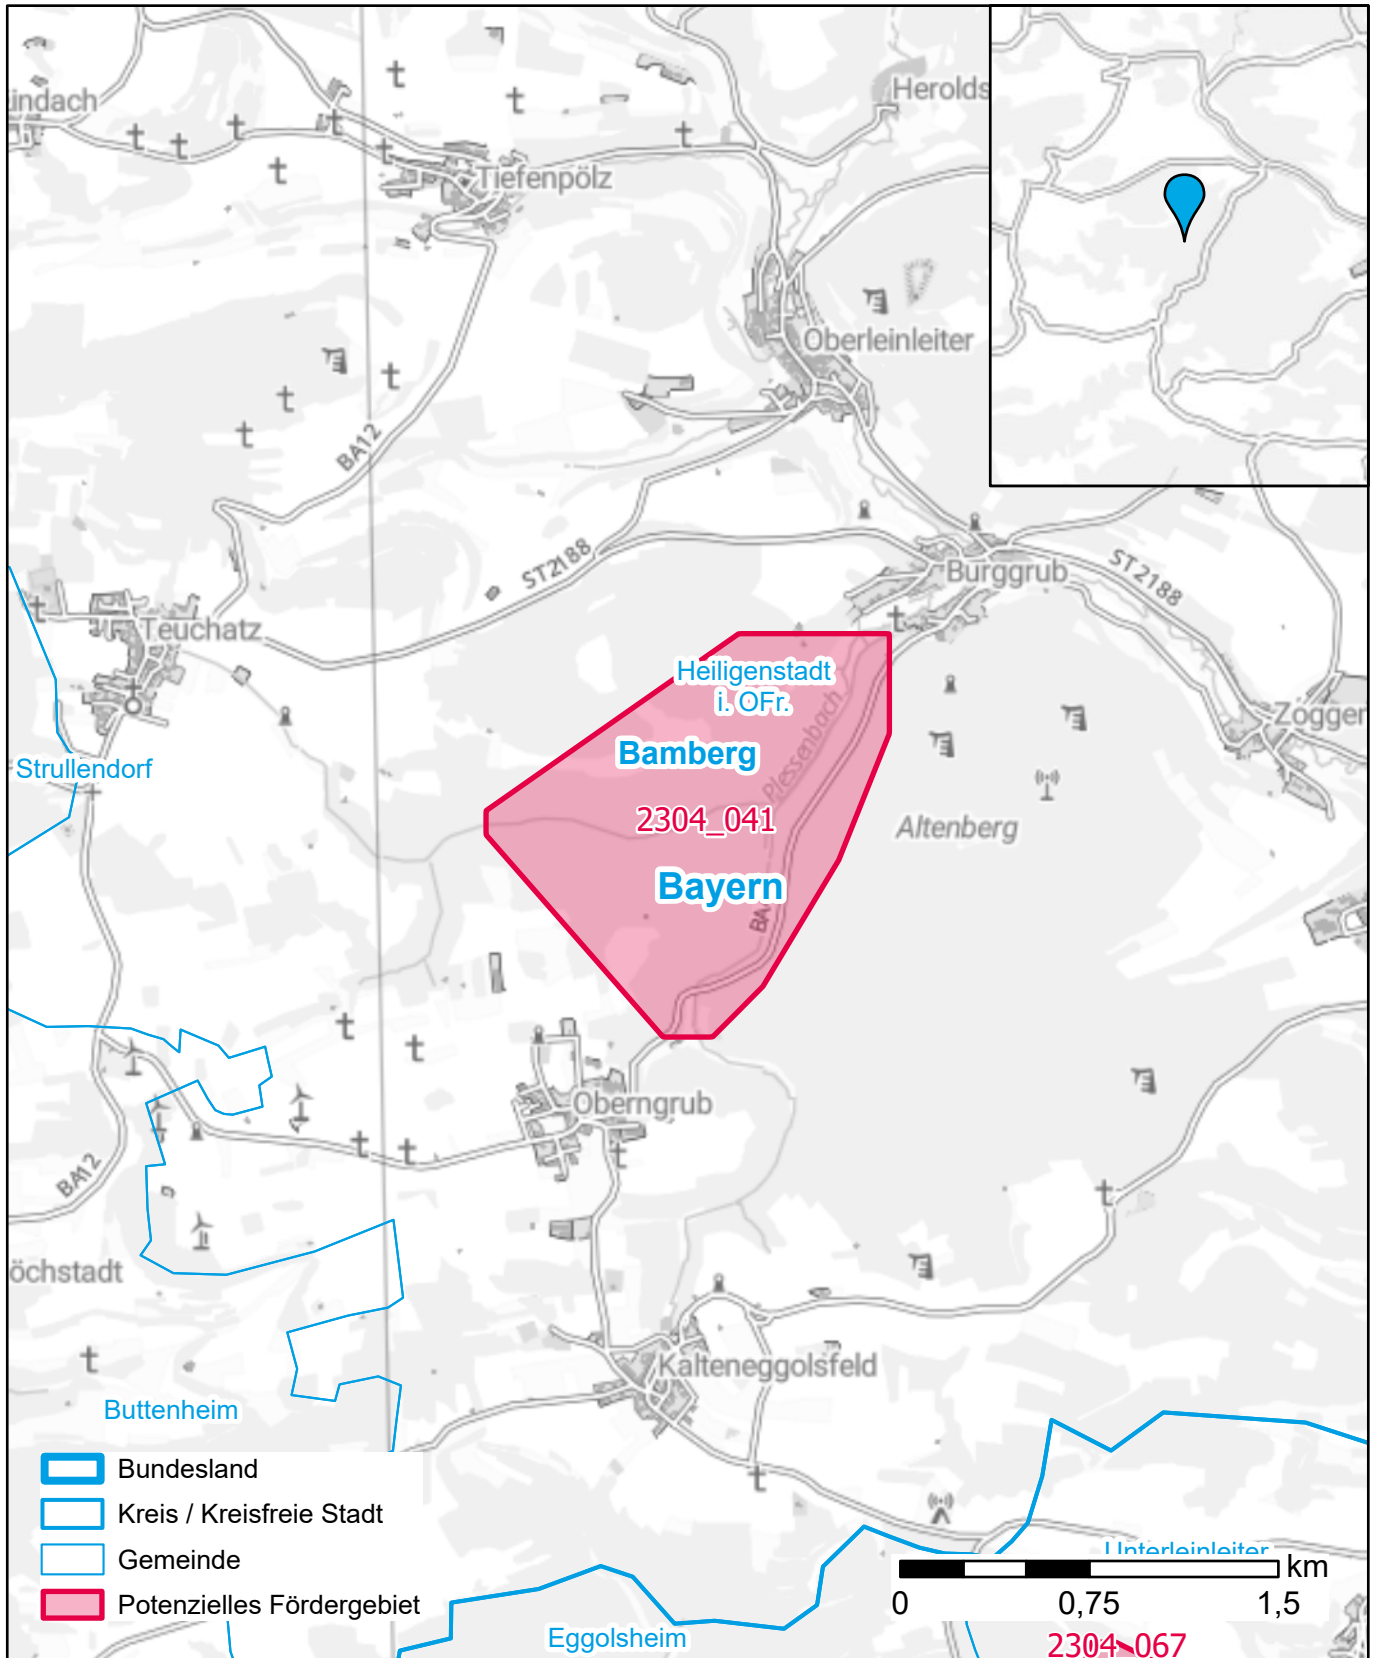 indach
Herolds
Tiefenpölz
Oberleinleiter
BA12
ST2188
Burggrub
ST2188
Teuchatz
Heiligenstadt
i. OFr.
Plessenbach
Zogger
Strullendorf
Bamberg
2304_041
Altenberg
Bayern
BA
Oberngrub
BA12
öchstadt
Kalteneggolsfeld
Buttenheim
Bundesland
Kreis / Kreisfreie Stadt
Gemeinde
Potenzielles Fördergebiet
Unterleinleiter
km
0 0,75 1,5
Eggolsheim
2304_067